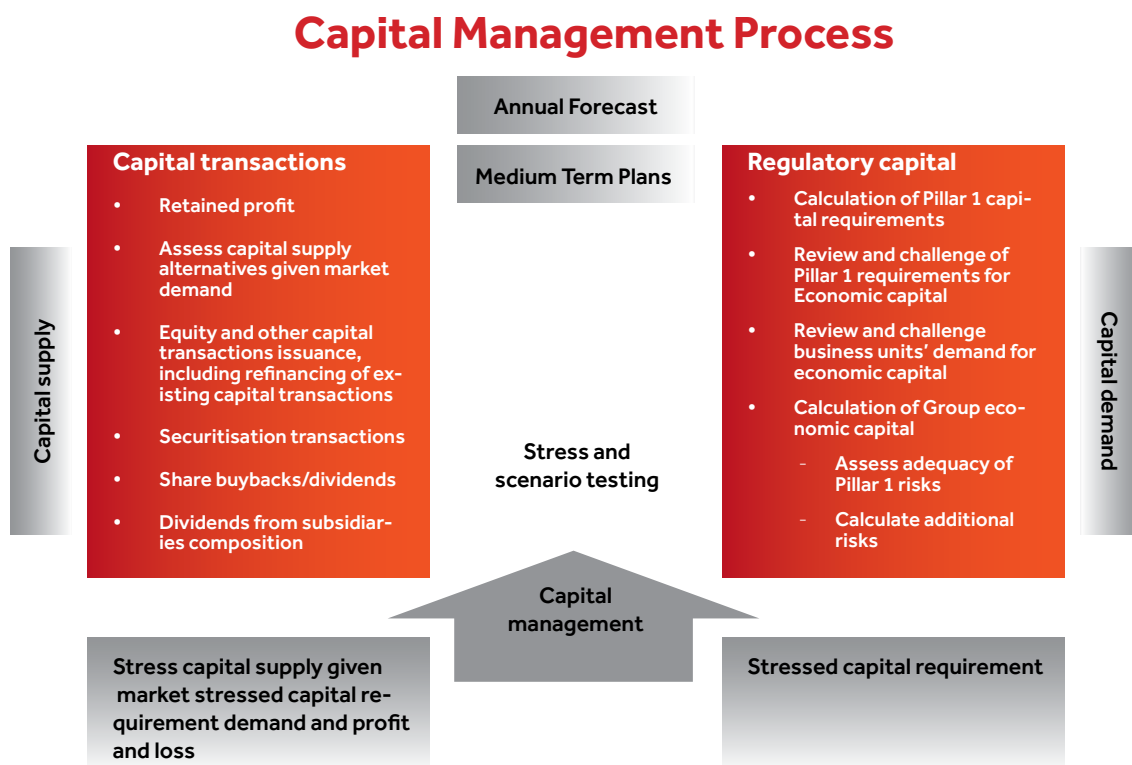 Capital Management Process
Annual Forecast
Medium Term Plans
Capital supply
Capital transactions
• Retained profit
• Assess capital supply
alternatives given market
demand
• Equity and other capital
transactions issuance,
including refinancing of ex-
isting capital transactions
• Securitisation transactions
• Share buybacks/dividends
• Dividends from subsidiar-
ies composition
Stress and
scenario testing
Capital
management
Regulatory capital
• Calculation of Pillar 1 capi-
tal requirements
• Review and challenge of
Pillar 1 requirements for
Economic capital
• Review and challenge
business units’ demand for
economic capital
• Calculation of Group eco-
nomic capital
- Assess adequacy of
Pillar 1 risks
- Calculate additional
risks
Capital demand
Stress capital supply given
market stressed capital re-
quirement demand and profit
and loss
Stressed capital requirement